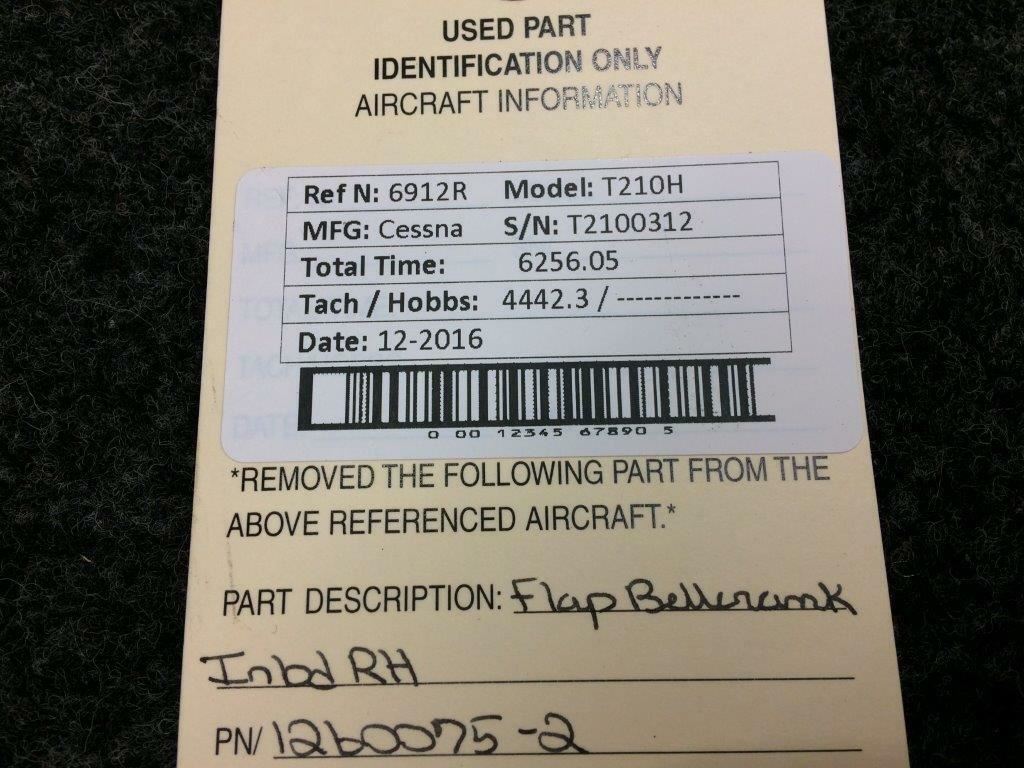 USED PART
IDENTIFICATION ONLY
AIRCRAFT INFORMATION
Ref N: 6912R Model: T210H
MFG: Cessna S/N: T2100312
Total Time: 6256.05
Tach / Hobbs: 4442.3 / -------------
Date: 12-2016
0 00 12345 67890 5
*REMOVED THE FOLLOWING PART FROM THE
ABOVE REFERENCED AIRCRAFT.*
PART DESCRIPTION: Flap Bellcrank
Inbd RH
PN/ 1260075-2